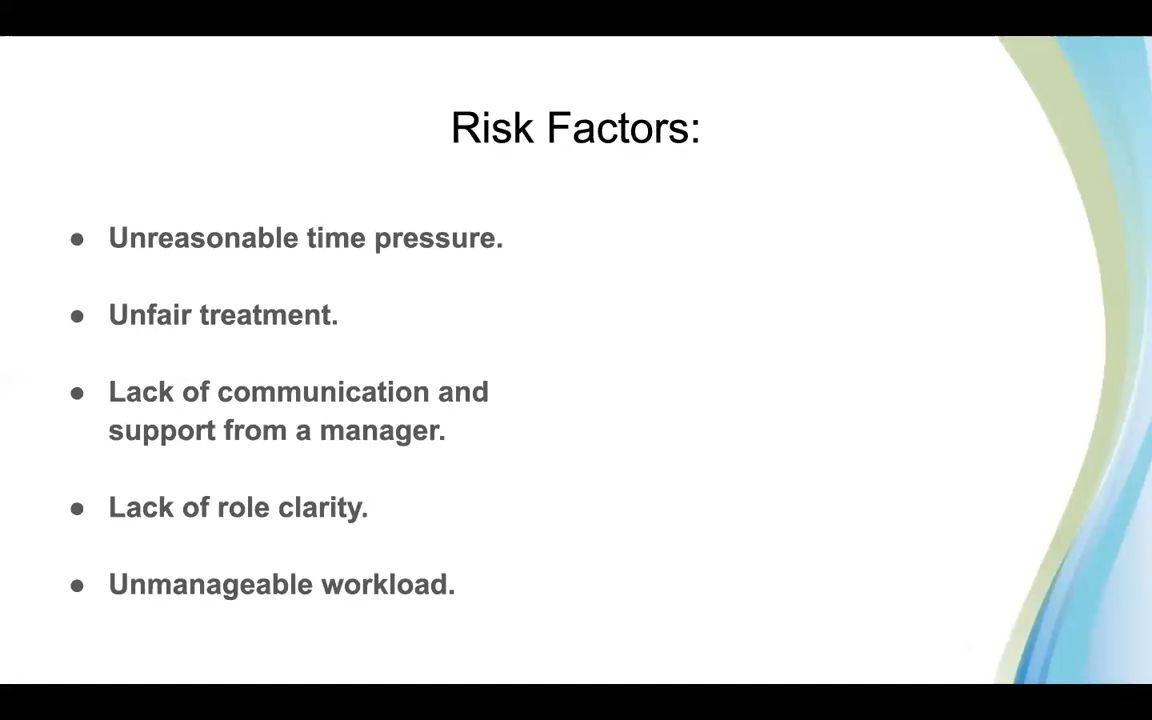 Risk Factors:
● Unreasonable time pressure.
● Unfair treatment.
● Lack of communication and
support from a manager.
● Lack of role clarity.
● Unmanageable workload.